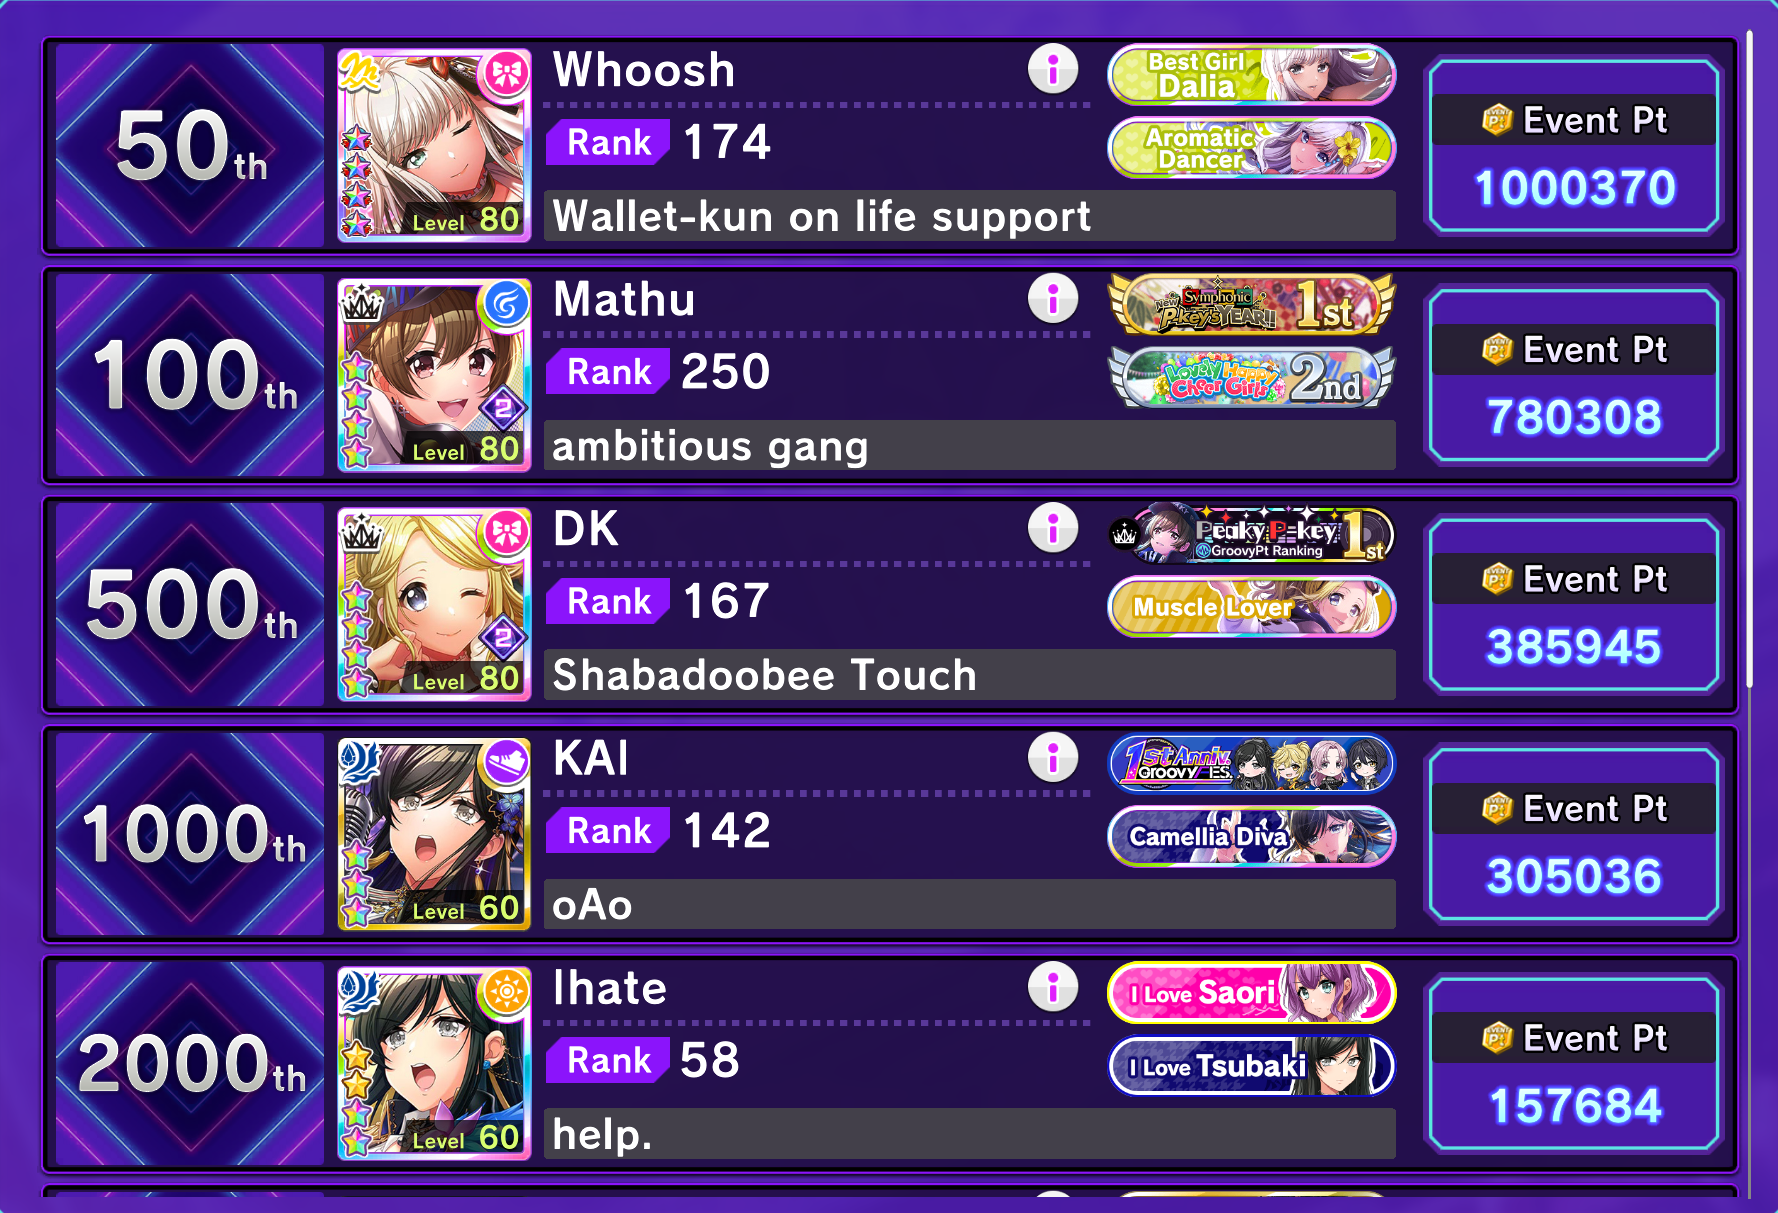 50th
Level 80
Whoosh
Rank 174
Wallet-kun on life support
Best Girl
Dalia
Aromatic
Dancer
Event Pt
1000370
100th
2
Level 80
Mathu
Rank 250
ambitious gang
New Symphonic
P-key's YEAR!! 1st
Lovely Happy
Cheer Girls 2nd
Event Pt
780308
500th
2
Level 80
DK
Rank 167
Shabadoobee Touch
Peaky P-key
GroovyPt Ranking 1st
Muscle Lover
Event Pt
385945
1000th
Level 60
KAI
Rank 142
oAo
1st Anniv.
GROOVY FES.
Camellia Diva
Event Pt
305036
2000th
Level 60
Ihate
Rank 58
help.
I Love Saori
I Love Tsubaki
Event Pt
157684